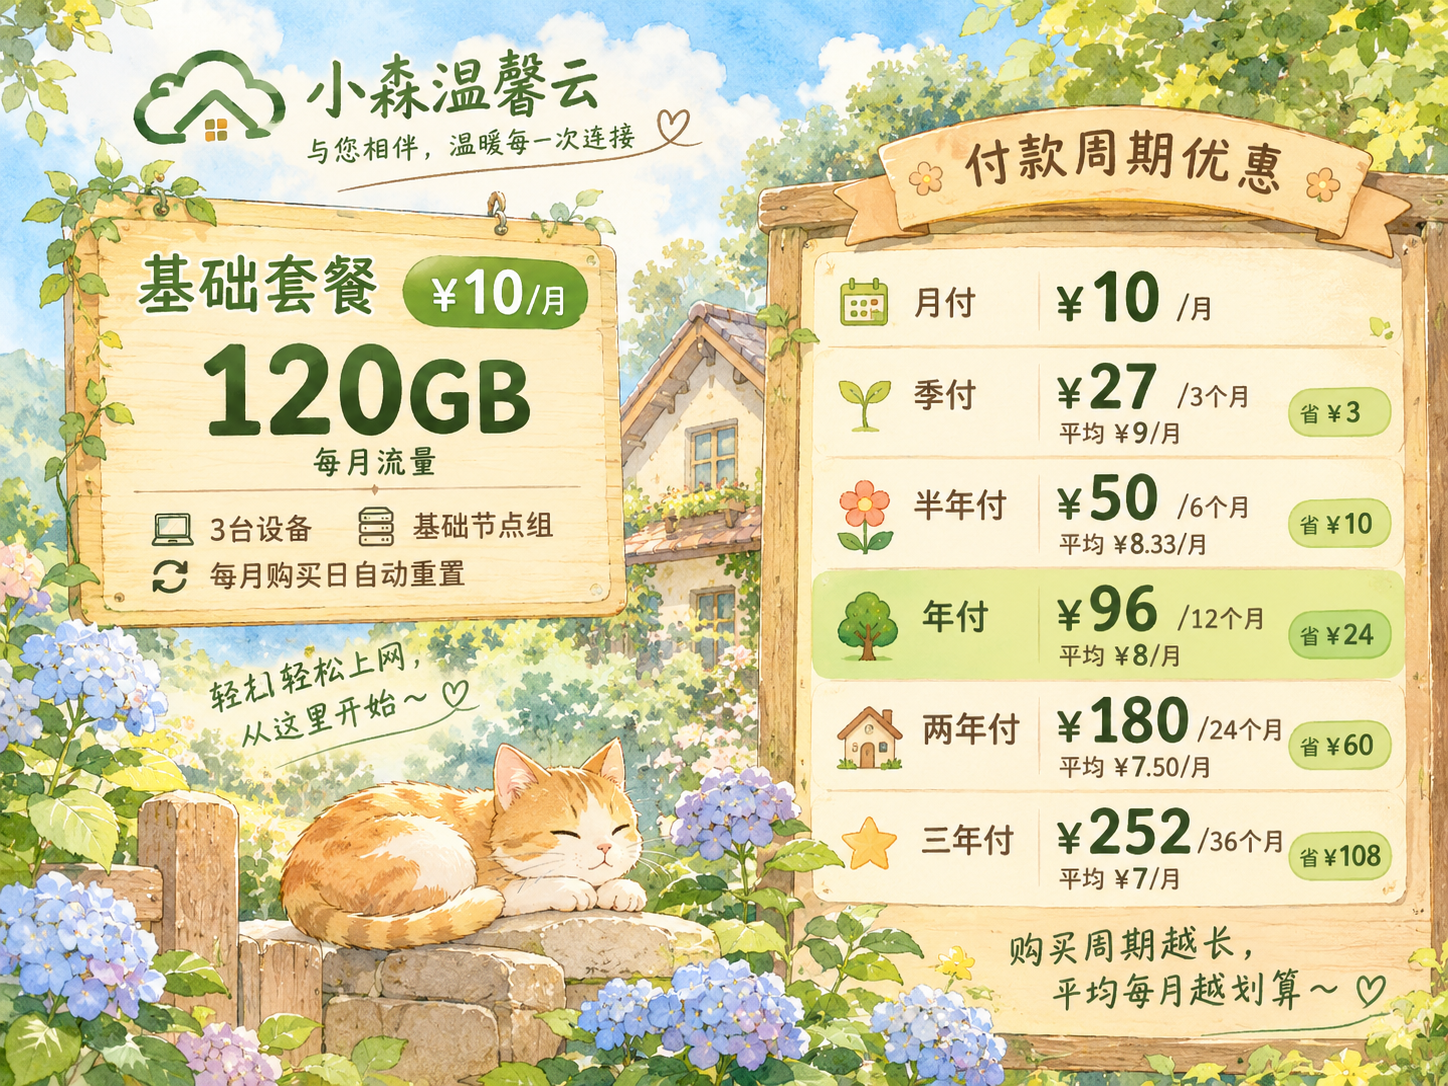 小森温馨云
与您相伴，温暖每一次连接
基础套餐
¥10/月
120GB
每月流量
3台设备
基础节点组
每月购买日自动重置
轻轻松上网，
从这里开始~
付款周期优惠
月付
¥10 /月
季付
¥27 /3个月
平均 ¥9/月
省 ¥3
半年付
¥50 /6个月
平均 ¥8.33/月
省 ¥10
年付
¥96 /12个月
平均 ¥8/月
省 ¥24
两年付
¥180 /24个月
平均 ¥7.50/月
省 ¥60
三年付
¥252 /36个月
平均 ¥7/月
省 ¥108
购买周期越长，
平均每月越划算~